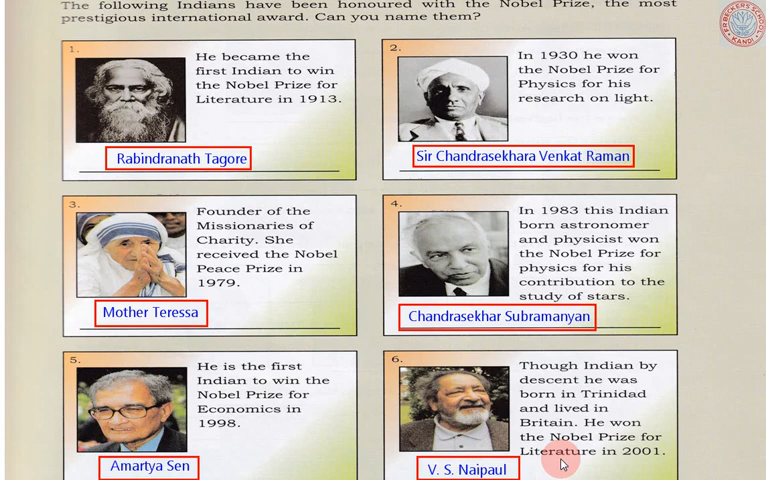 The following Indians have been honoured with the Nobel Prize, the most
prestigious international award. Can you name them?
BECKERS SCHOOL
KANDI
1.
He became the
first Indian to win
the Nobel Prize for
Literature in 1913.
Rabindranath Tagore
2.
In 1930 he won
the Nobel Prize for
Physics for his
research on light.
Sir Chandrasekhara Venkat Raman
3.
Founder of the
Missionaries of
Charity. She
received the Nobel
Peace Prize in
1979.
Mother Teressa
4.
In 1983 this Indian
born astronomer
and physicist won
the Nobel Prize for
physics for his
contribution to the
study of stars.
Chandrasekhar Subramanyan
5.
He is the first
Indian to win the
Nobel Prize for
Economics in
1998.
Amartya Sen
6.
Though Indian by
descent he was
born in Trinidad
and lived in
Britain. He won
the Nobel Prize for
Literature in 2001.
V. S. Naipaul